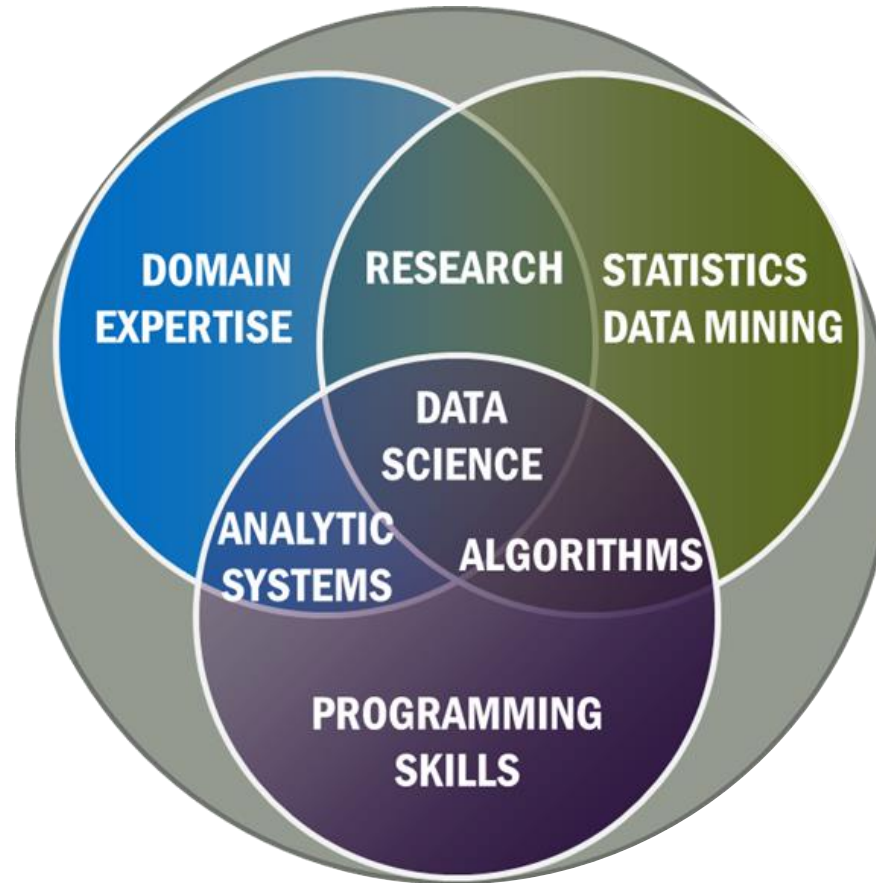 DOMAIN
EXPERTISE
RESEARCH
STATISTICS
DATA MINING
DATA
SCIENCE
ANALYTIC
SYSTEMS
ALGORITHMS
PROGRAMMING
SKILLS